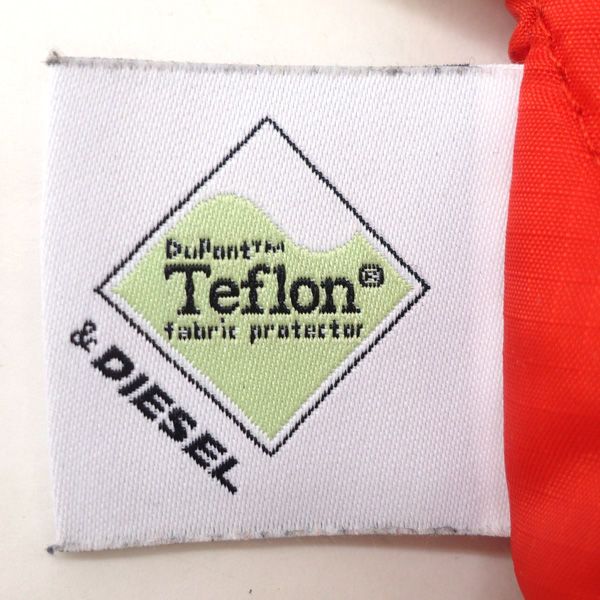 DuPont™
Teflon®
fabric protector
& DIESEL